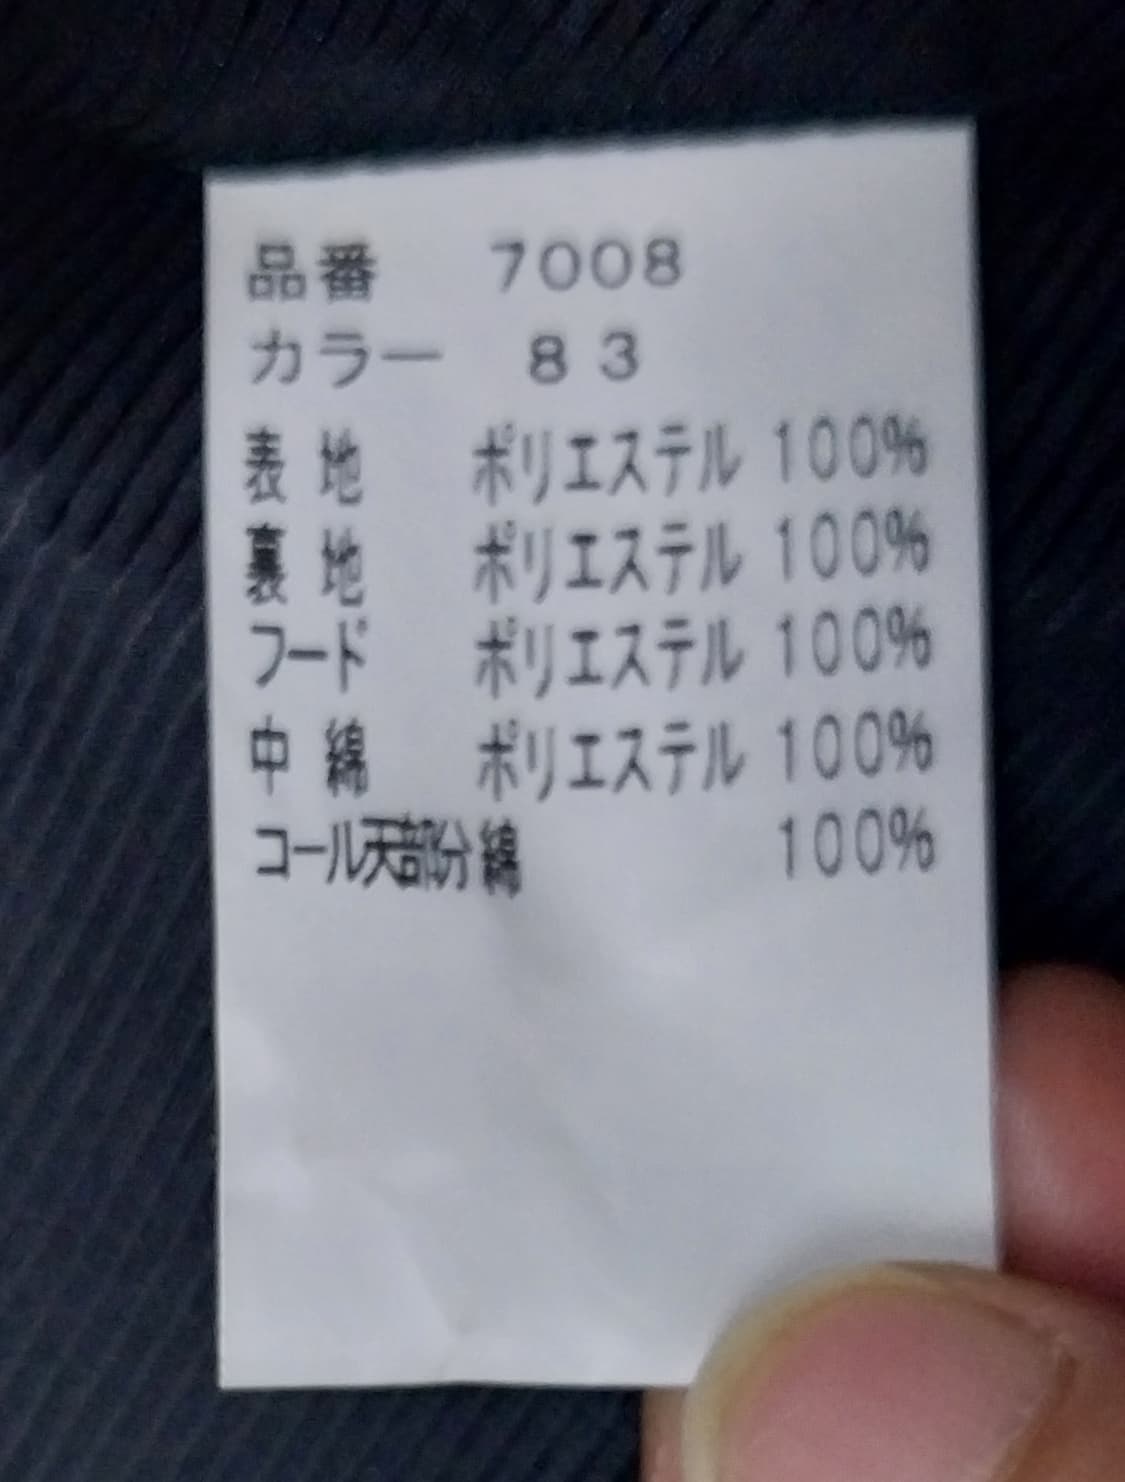 品番 7008
カラー 83
表地 ポリエステル 100%
裏地 ポリエステル 100%
フード ポリエステル 100%
中綿 ポリエステル 100%
コール天部分綿 100%